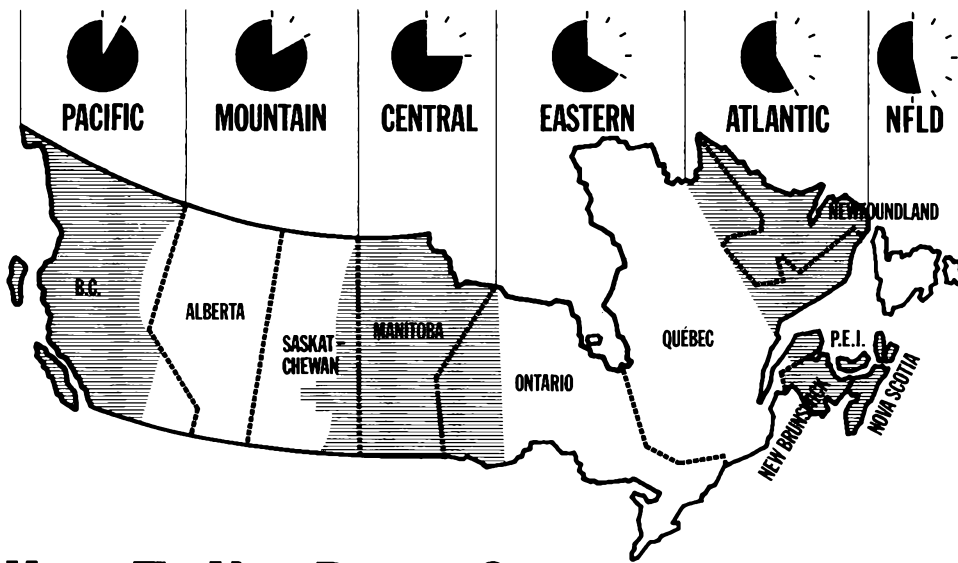 PACIFIC MOUNTAIN CENTRAL EASTERN ATLANTIC NFLD
NEWFOUNDLAND
B.C.
ALBERTA
MANITOBA
SASKAT-
CHEWAN
QUÉBEC
P.E.I.
ONTARIO
NEW BRUNSWICK
NOVA SCOTIA